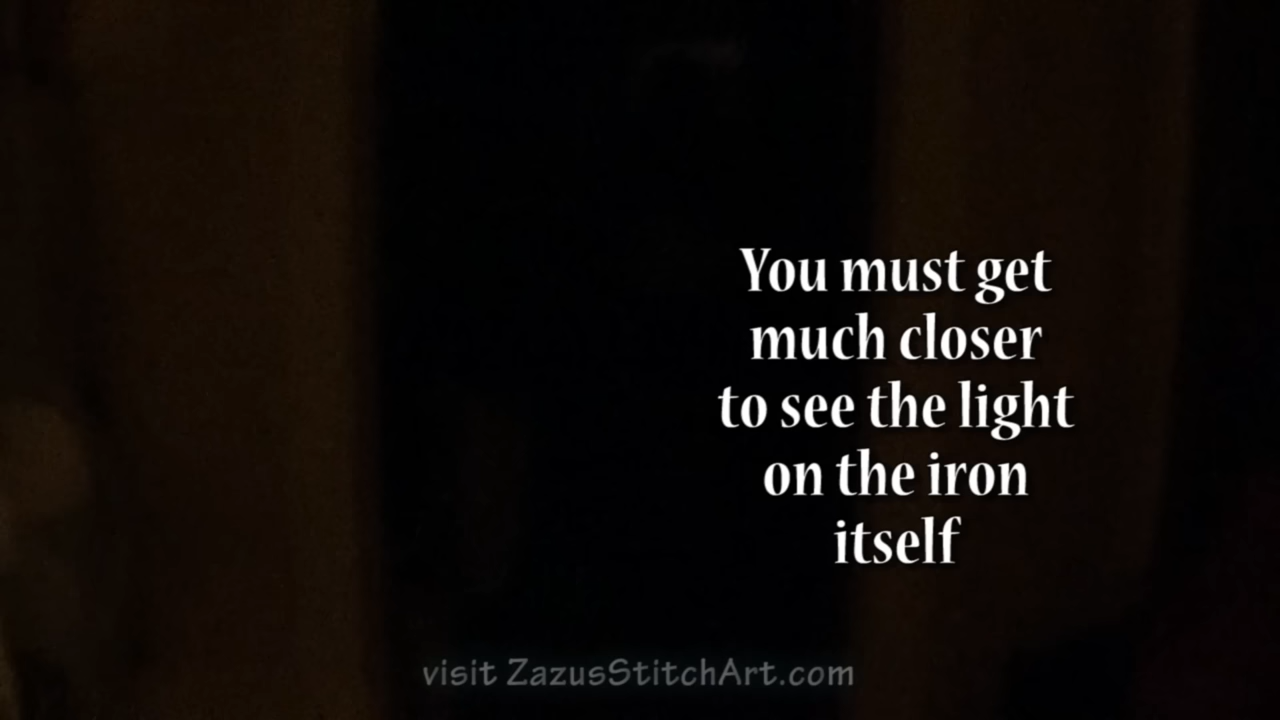 You must get
much closer
to see the light
on the iron
itself
visit ZazusStitchArt.com